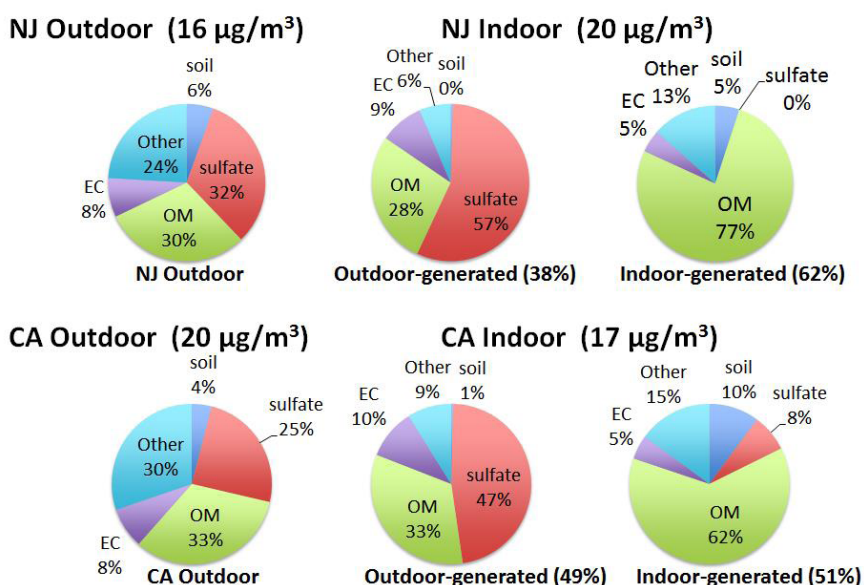 NJ Outdoor (16 µg/m³)
NJ Indoor (20 µg/m³)
soil
6%
sulfate
32%
OM
30%
EC
8%
Other
24%
NJ Outdoor
Other
6%
soil
0%
EC
9%
OM
28%
sulfate
57%
Outdoor-generated (38%)
Other
13%
soil
5%
sulfate
0%
EC
5%
OM
77%
Indoor-generated (62%)
CA Outdoor (20 µg/m³)
CA Indoor (17 µg/m³)
soil
4%
sulfate
25%
Other
30%
OM
33%
EC
8%
CA Outdoor
Other
9%
soil
1%
EC
10%
sulfate
47%
OM
33%
Outdoor-generated (49%)
Other
15%
soil
10%
sulfate
8%
EC
5%
OM
62%
Indoor-generated (51%)